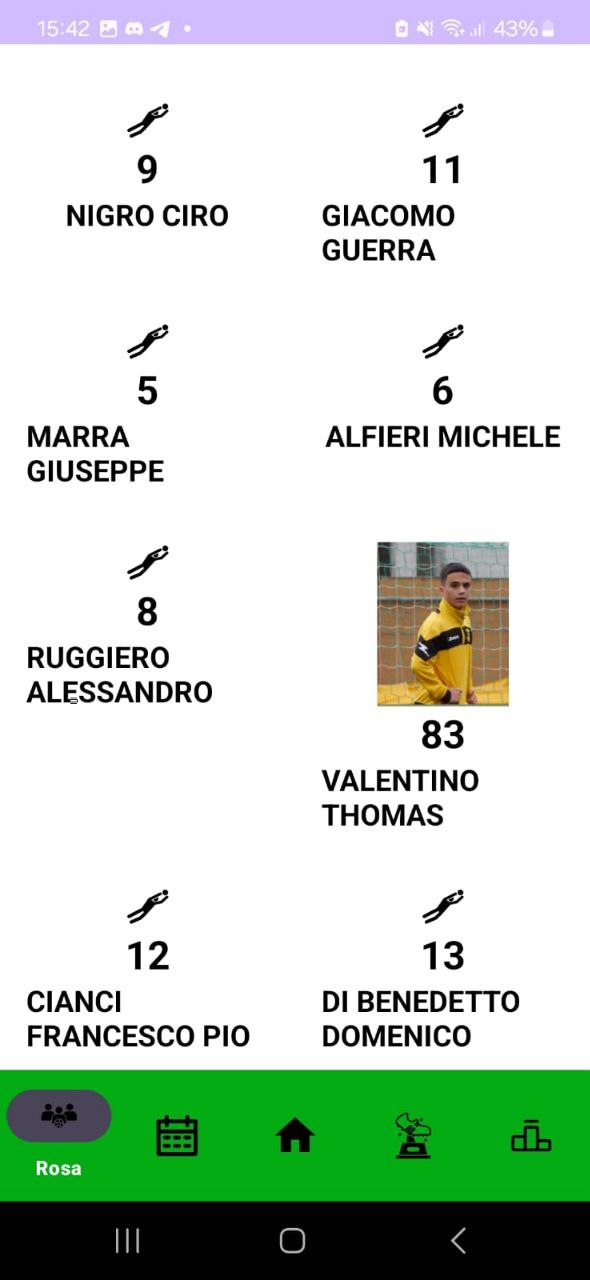 15:42 43%
9
NIGRO CIRO
11
GIACOMO
GUERRA
5
MARRA
GIUSEPPE
6
ALFIERI MICHELE
8
RUGGIERO
ALESSANDRO
83
VALENTINO
THOMAS
12
CIANCI
FRANCESCO PIO
13
DI BENEDETTO
DOMENICO
Rosa